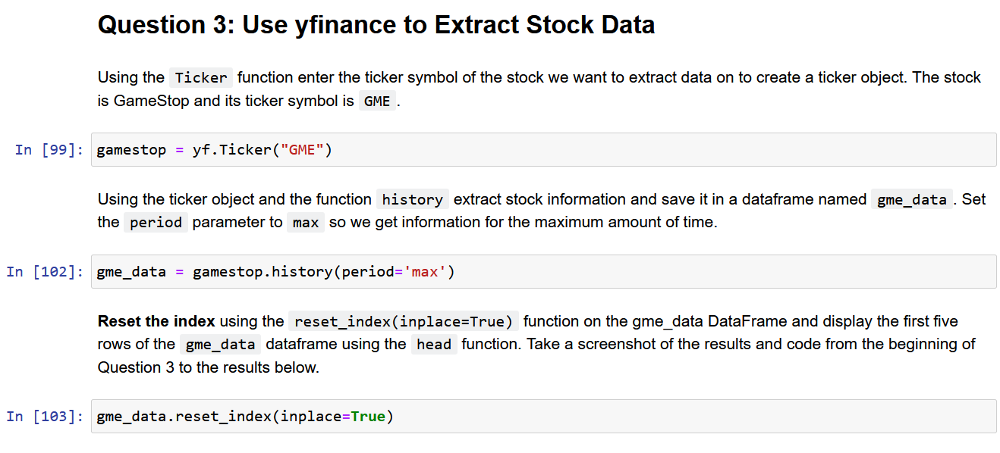 Question 3: Use yfinance to Extract Stock Data
Using the Ticker function enter the ticker symbol of the stock we want to extract data on to create a ticker object. The stock
is GameStop and its ticker symbol is GME .
In [99]: gamestop = yf.Ticker("GME")
Using the ticker object and the function history extract stock information and save it in a dataframe named gme_data . Set
the period parameter to max so we get information for the maximum amount of time.
In [102]: gme_data = gamestop.history(period='max')
Reset the index using the reset_index(inplace=True) function on the gme_data DataFrame and display the first five
rows of the gme_data dataframe using the head function. Take a screenshot of the results and code from the beginning of
Question 3 to the results below.
In [103]: gme_data.reset_index(inplace=True)